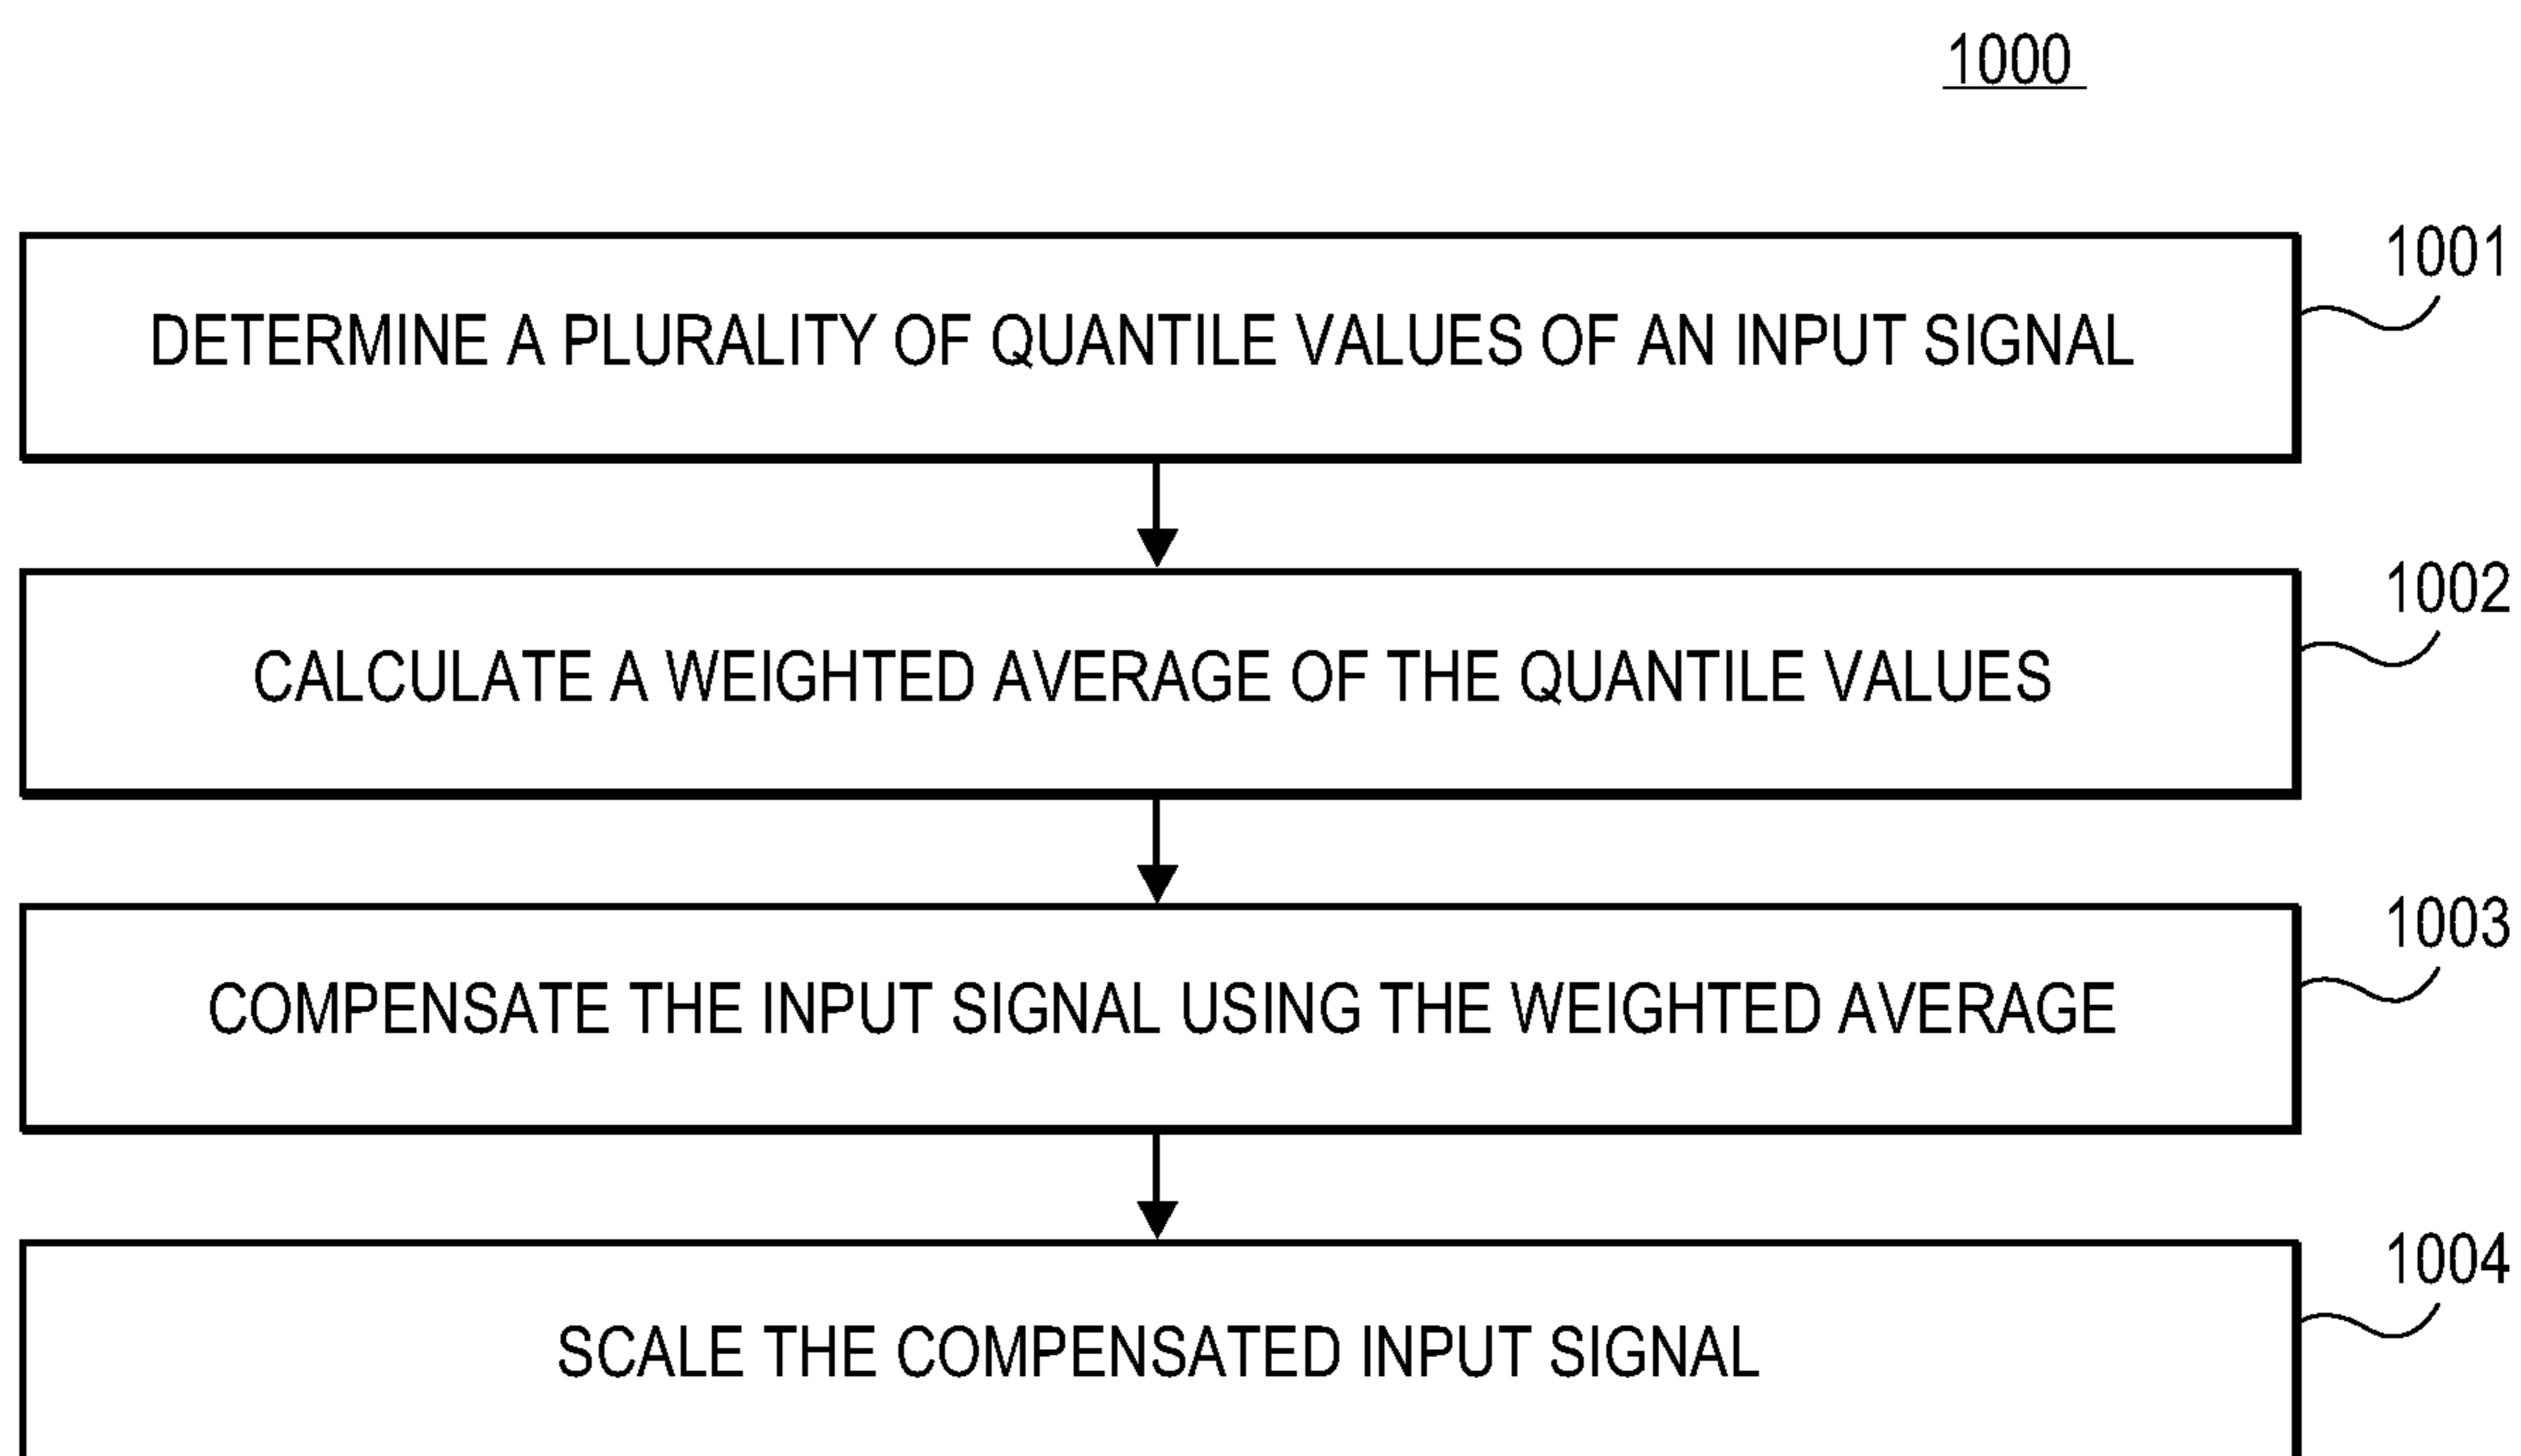 1000
1001
DETERMINE A PLURALITY OF QUANTILE VALUES OF AN INPUT SIGNAL
1002
CALCULATE A WEIGHTED AVERAGE OF THE QUANTILE VALUES
1003
COMPENSATE THE INPUT SIGNAL USING THE WEIGHTED AVERAGE
1004
SCALE THE COMPENSATED INPUT SIGNAL